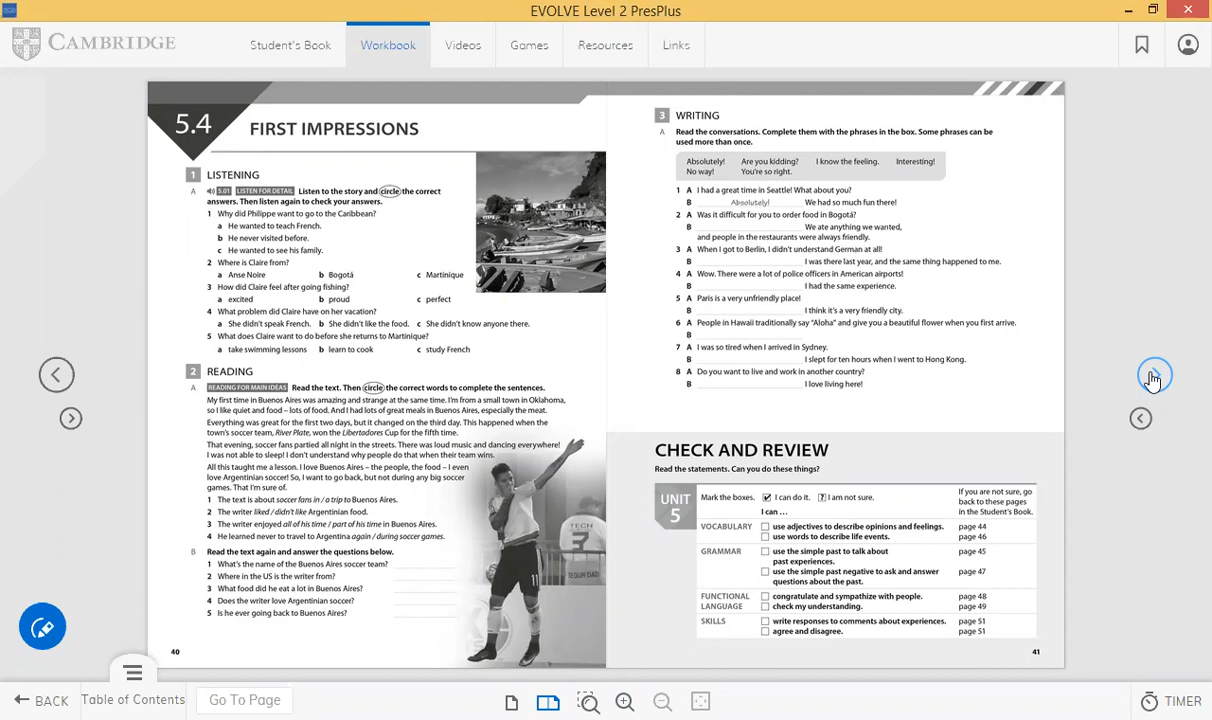 EVOLVE Level 2 PresPlus
CAMBRIDGE
Student's Book
Workbook
Videos
Games
Resources
Links
5.4
FIRST IMPRESSIONS
1 LISTENING
A 5.01 LISTEN FOR DETAIL Listen to the story and circle the correct
answers. Then listen again to check your answers.
1 Why did Philippe want to go to the Caribbean?
a He wanted to teach French.
b He never visited before.
c He wanted to see his family.
2 Where is Claire from?
a Anse Noire b Bogotá c Martinique
3 How did Claire feel after going fishing?
a excited b proud c perfect
4 What problem did Claire have on her vacation?
a She didn't speak French. b She didn't like the food. c She didn't know anyone there.
5 What does Claire want to do before she returns to Martinique?
a take swimming lessons b learn to cook c study French
2 READING
A READING FOR MAIN IDEAS Read the text. Then circle the correct words to complete the sentences.
My first time in Buenos Aires was amazing and strange at the same time. I'm from a small town in Oklahoma,
so I like quiet and food – lots of food. And I had lots of great meals in Buenos Aires, especially the meat.
Everything was great for the first two days, but it changed on the third day. This happened when the
town's soccer team, River Plate, won the Libertadores Cup for the fifth time.
That evening, soccer fans partied all night in the streets. There was loud music and dancing everywhere!
I was not able to sleep! I don't understand why people do that when their team wins.
All this taught me a lesson. I love Buenos Aires – the people, the food – I even
love Argentinian soccer! So, I want to go back, but not during any big soccer
games. That I'm sure of.
1 The text is about soccer fans in / a trip to Buenos Aires.
2 The writer liked / didn't like Argentinian food.
3 The writer enjoyed all of his time / part of his time in Buenos Aires.
4 He learned never to travel to Argentina again / during soccer games.
B Read the text again and answer the questions below.
1 What's the name of the Buenos Aires soccer team?
2 Where in the US is the writer from?
3 What food did he eat a lot in Buenos Aires?
4 Does the writer love Argentinian soccer?
5 Is he ever going back to Buenos Aires?
TECH
3
11
40
3 WRITING
A Read the conversations. Complete them with the phrases in the box. Some phrases can be
used more than once.
Absolutely! Are you kidding? I know the feeling. Interesting!
No way! You're so right.
1 A I had a great time in Seattle! What about you?
B Absolutely! We had so much fun there!
2 A Was it difficult for you to order food in Bogotá?
B We ate anything we wanted,
and people in the restaurants were always friendly.
3 A When I got to Berlin, I didn't understand German at all!
B I was there last year, and the same thing happened to me.
4 A Wow. There were a lot of police officers in American airports!
B I had the same experience.
5 A Paris is a very unfriendly place!
B I think it's a very friendly city.
6 A People in Hawaii traditionally say "Aloha" and give you a beautiful flower when you first arrive.
B
7 A I was so tired when I arrived in Sydney.
B I slept for ten hours when I went to Hong Kong.
8 A Do you want to live and work in another country?
B I love living here!
CHECK AND REVIEW
Read the statements. Can you do these things?
UNIT
5
Mark the boxes. ✓ I can do it. ? I am not sure.
I can ...
If you are not sure, go
back to these pages
in the Student's Book.
VOCABULARY use adjectives to describe opinions and feelings. page 44
use words to describe life events. page 46
GRAMMAR use the simple past to talk about
past experiences. page 45
use the simple past negative to ask and answer
questions about the past. page 47
FUNCTIONAL congratulate and sympathize with people. page 48
LANGUAGE check my understanding. page 49
SKILLS write responses to comments about experiences. page 51
agree and disagree. page 51
41
BACK
Table of Contents
Go To Page
TIMER